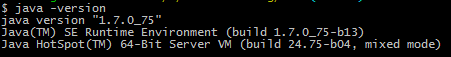 $ java -version
java version "1.7.0_75"
Java(TM) SE Runtime Environment (build 1.7.0_75-b13)
Java HotSpot(TM) 64-Bit Server VM (build 24.75-b04, mixed mode)